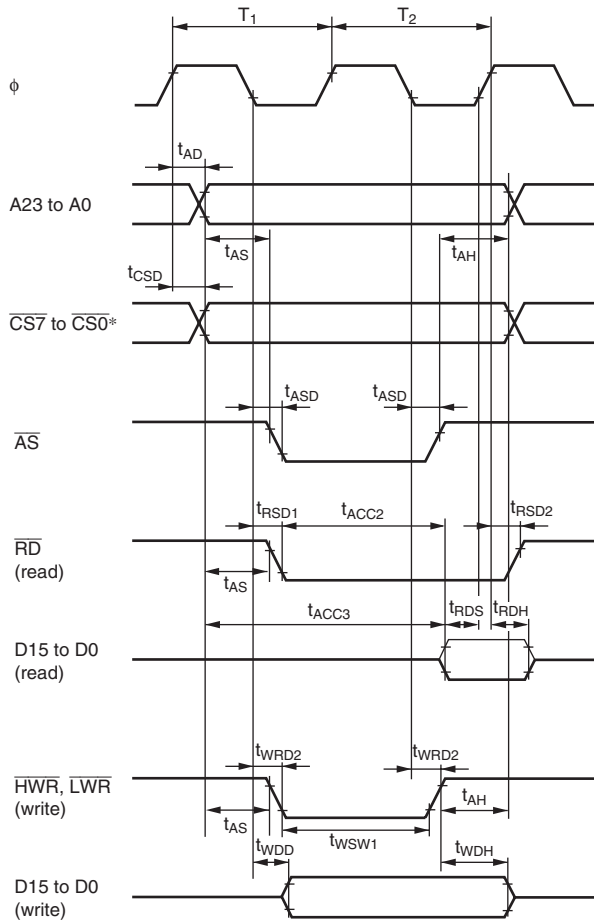 T1 T2
ϕ
tAD
A23 to A0
tAS tAH
tCSD
CS7 to CS0*
tASD tASD
AS
tRSD1 tACC2 tRSD2
RD
(read)
tAS
tACC3 tRDS tRDH
D15 to D0
(read)
tWRD2 tWRD2
HWR, LWR
(write)
tAS tAH
tWDD tWSW1 tWDH
D15 to D0
(write)